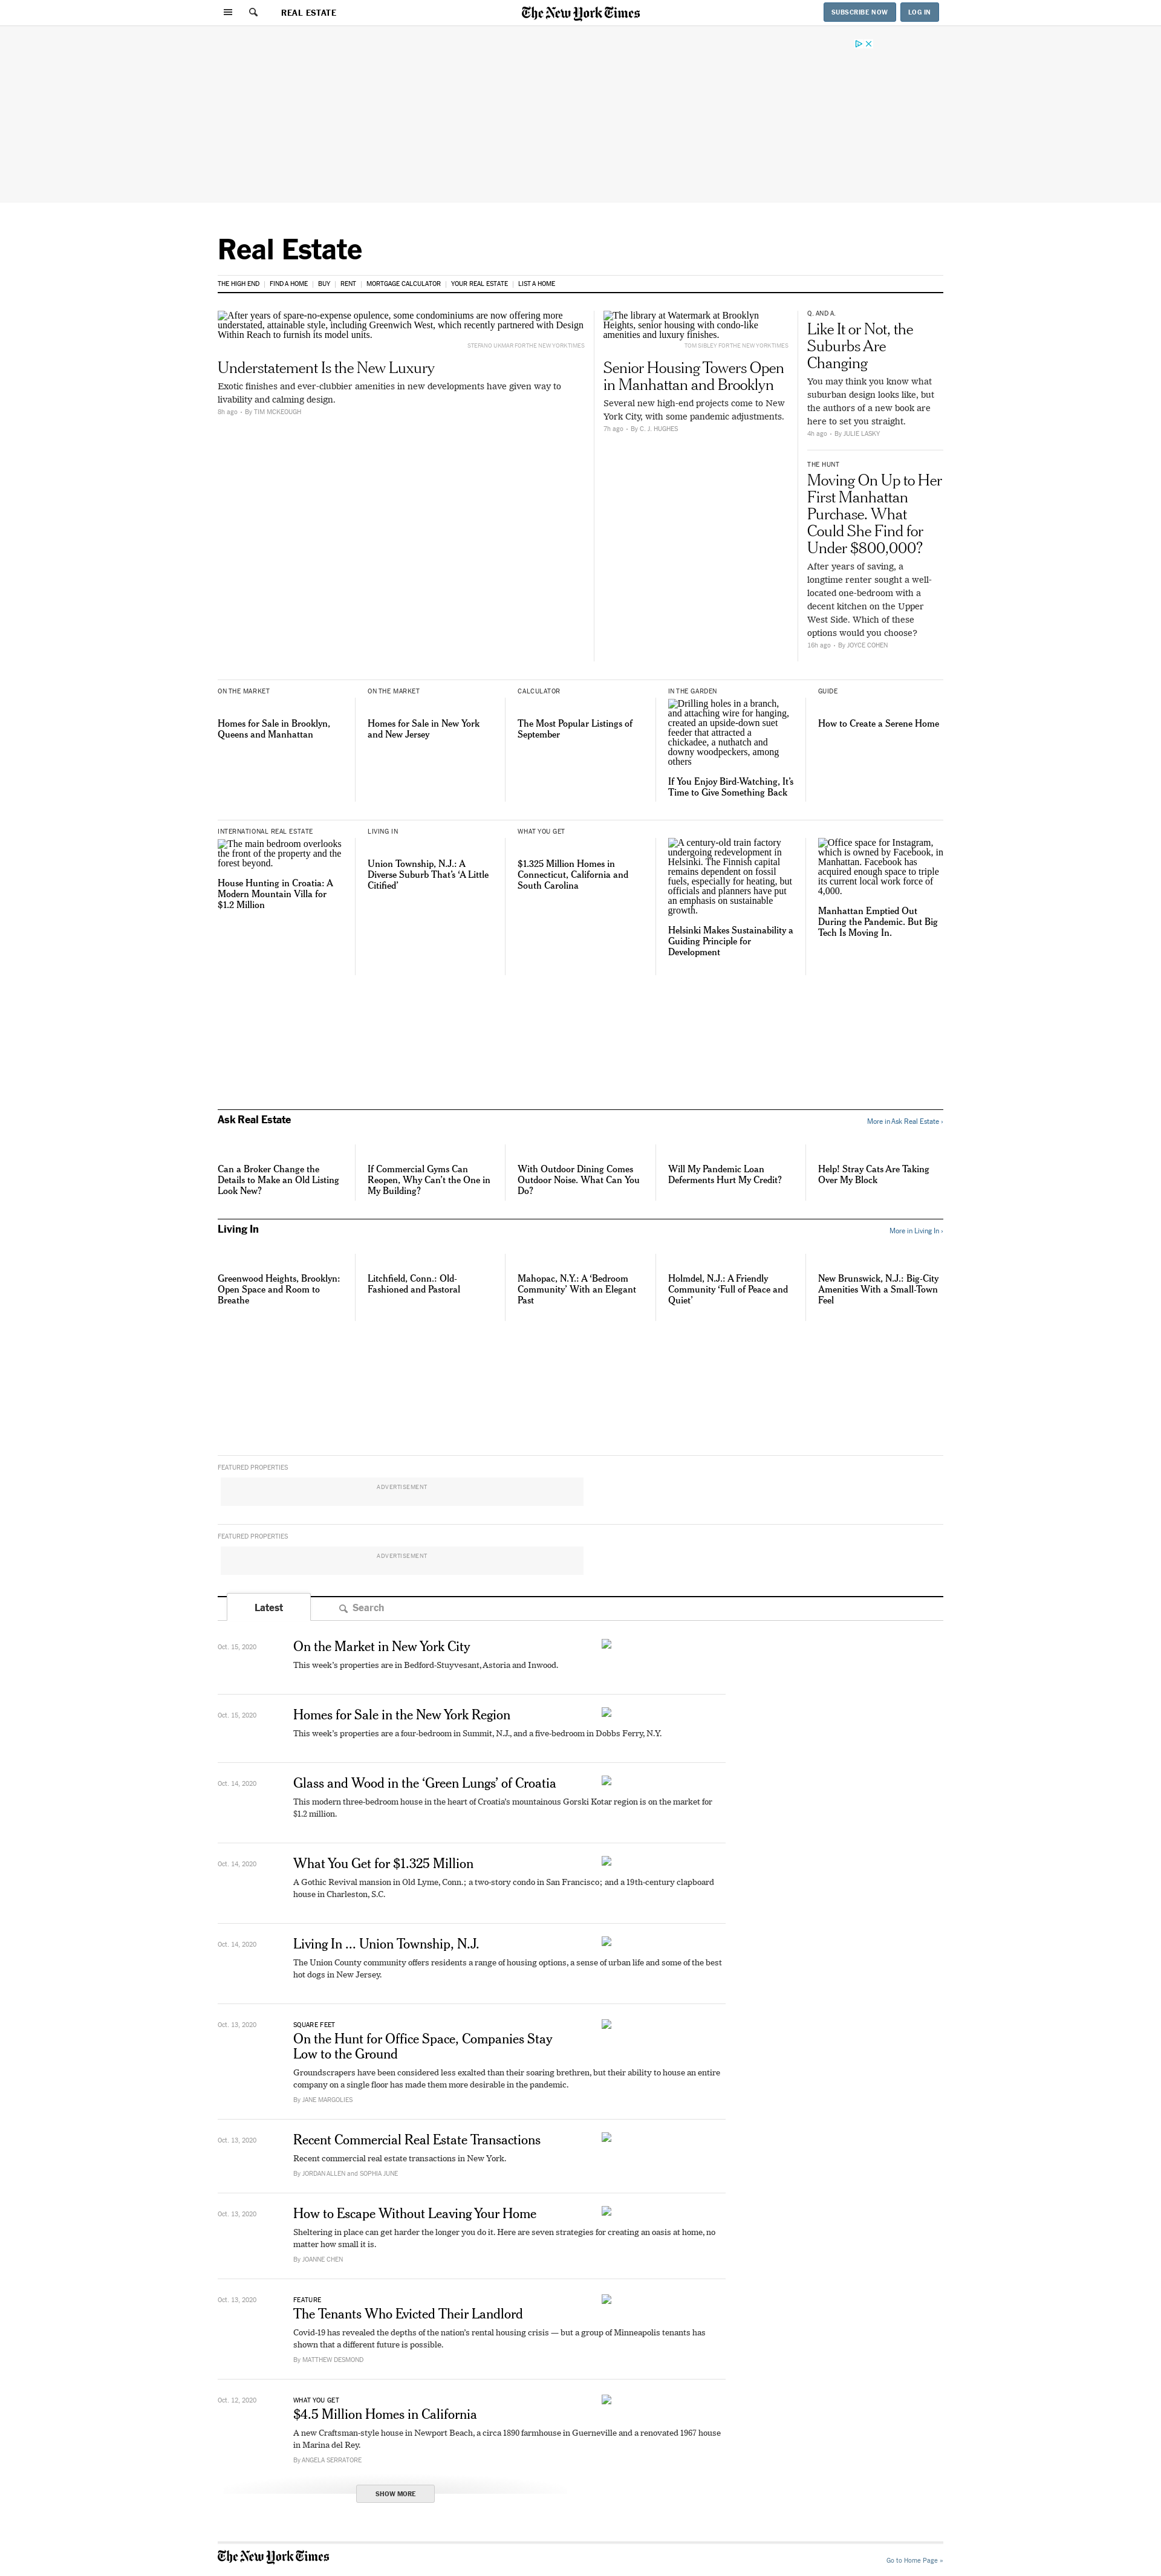 REAL ESTATE
The New York Times
SUBSCRIBE NOW
LOG IN
Real Estate
THE HIGH END
FIND A HOME
BUY
RENT
MORTGAGE CALCULATOR
YOUR REAL ESTATE
LIST A HOME
After years of spare-no-expense opulence, some condominiums are now offering more
understated, attainable style, including Greenwich West, which recently partnered with Design
Within Reach to furnish its model units.
STEFANO UKMAR FOR THE NEW YORK TIMES
Understatement Is the New Luxury
Exotic finishes and ever-clubbier amenities in new developments have given way to
livability and calming design.
8h ago • By TIM MCKEOUGH
The library at Watermark at Brooklyn
Heights, senior housing with condo-like
amenities and luxury finishes.
TOM SIBLEY FOR THE NEW YORK TIMES
Senior Housing Towers Open
in Manhattan and Brooklyn
Several new high-end projects come to New
York City, with some pandemic adjustments.
7h ago • By C. J. HUGHES
Q. AND A.
Like It or Not, the
Suburbs Are
Changing
You may think you know what
suburban design looks like, but
the authors of a new book are
here to set you straight.
4h ago • By JULIE LASKY
THE HUNT
Moving On Up to Her
First Manhattan
Purchase. What
Could She Find for
Under $800,000?
After years of saving, a
longtime renter sought a well-
located one-bedroom with a
decent kitchen on the Upper
West Side. Which of these
options would you choose?
16h ago • By JOYCE COHEN
ON THE MARKET
Homes for Sale in Brooklyn,
Queens and Manhattan
ON THE MARKET
Homes for Sale in New York
and New Jersey
CALCULATOR
The Most Popular Listings of
September
IN THE GARDEN
Drilling holes in a branch,
and attaching wire for hanging,
created an upside-down suet
feeder that attracted a
chickadee, a nuthatch and
downy woodpeckers, among
others
If You Enjoy Bird-Watching, It’s
Time to Give Something Back
GUIDE
How to Create a Serene Home
INTERNATIONAL REAL ESTATE
The main bedroom overlooks
the front of the property and the
forest beyond.
House Hunting in Croatia: A
Modern Mountain Villa for
$1.2 Million
LIVING IN
Union Township, N.J.: A
Diverse Suburb That’s ‘A Little
Citified’
WHAT YOU GET
$1.325 Million Homes in
Connecticut, California and
South Carolina
A century-old train factory
undergoing redevelopment in
Helsinki. The Finnish capital
remains dependent on fossil
fuels, especially for heating, but
officials and planners have put
an emphasis on sustainable
growth.
Helsinki Makes Sustainability a
Guiding Principle for
Development
Office space for Instagram,
which is owned by Facebook, in
Manhattan. Facebook has
acquired enough space to triple
its current local work force of
4,000.
Manhattan Emptied Out
During the Pandemic. But Big
Tech Is Moving In.
Ask Real Estate
More in Ask Real Estate ›
Can a Broker Change the
Details to Make an Old Listing
Look New?
If Commercial Gyms Can
Reopen, Why Can’t the One in
My Building?
With Outdoor Dining Comes
Outdoor Noise. What Can You
Do?
Will My Pandemic Loan
Deferments Hurt My Credit?
Help! Stray Cats Are Taking
Over My Block
Living In
More in Living In ›
Greenwood Heights, Brooklyn:
Open Space and Room to
Breathe
Litchfield, Conn.: Old-
Fashioned and Pastoral
Mahopac, N.Y.: A ‘Bedroom
Community’ With an Elegant
Past
Holmdel, N.J.: A Friendly
Community ‘Full of Peace and
Quiet’
New Brunswick, N.J.: Big-City
Amenities With a Small-Town
Feel
FEATURED PROPERTIES
ADVERTISEMENT
FEATURED PROPERTIES
ADVERTISEMENT
Latest
Search
Oct. 15, 2020
On the Market in New York City
This week’s properties are in Bedford-Stuyvesant, Astoria and Inwood.
Oct. 15, 2020
Homes for Sale in the New York Region
This week’s properties are a four-bedroom in Summit, N.J., and a five-bedroom in Dobbs Ferry, N.Y.
Oct. 14, 2020
Glass and Wood in the ‘Green Lungs’ of Croatia
This modern three-bedroom house in the heart of Croatia’s mountainous Gorski Kotar region is on the market for
$1.2 million.
Oct. 14, 2020
What You Get for $1.325 Million
A Gothic Revival mansion in Old Lyme, Conn.; a two-story condo in San Francisco; and a 19th-century clapboard
house in Charleston, S.C.
Oct. 14, 2020
Living In ... Union Township, N.J.
The Union County community offers residents a range of housing options, a sense of urban life and some of the best
hot dogs in New Jersey.
Oct. 13, 2020
SQUARE FEET
On the Hunt for Office Space, Companies Stay
Low to the Ground
Groundscrapers have been considered less exalted than their soaring brethren, but their ability to house an entire
company on a single floor has made them more desirable in the pandemic.
By JANE MARGOLIES
Oct. 13, 2020
Recent Commercial Real Estate Transactions
Recent commercial real estate transactions in New York.
By JORDAN ALLEN and SOPHIA JUNE
Oct. 13, 2020
How to Escape Without Leaving Your Home
Sheltering in place can get harder the longer you do it. Here are seven strategies for creating an oasis at home, no
matter how small it is.
By JOANNE CHEN
Oct. 13, 2020
FEATURE
The Tenants Who Evicted Their Landlord
Covid-19 has revealed the depths of the nation’s rental housing crisis — but a group of Minneapolis tenants has
shown that a different future is possible.
By MATTHEW DESMOND
Oct. 12, 2020
WHAT YOU GET
$4.5 Million Homes in California
A new Craftsman-style house in Newport Beach, a circa 1890 farmhouse in Guerneville and a renovated 1967 house
in Marina del Rey.
By ANGELA SERRATORE
SHOW MORE
The New York Times
Go to Home Page »